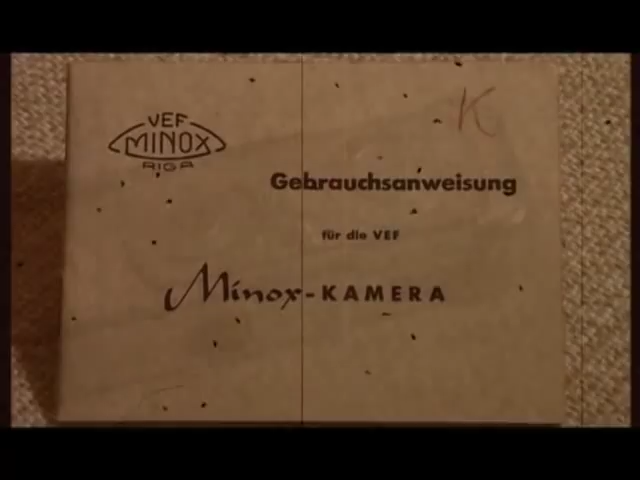 K
VEF
MINOX
RIGA
Gebrauchsanweisung
für die VEF
Minox-KAMERA